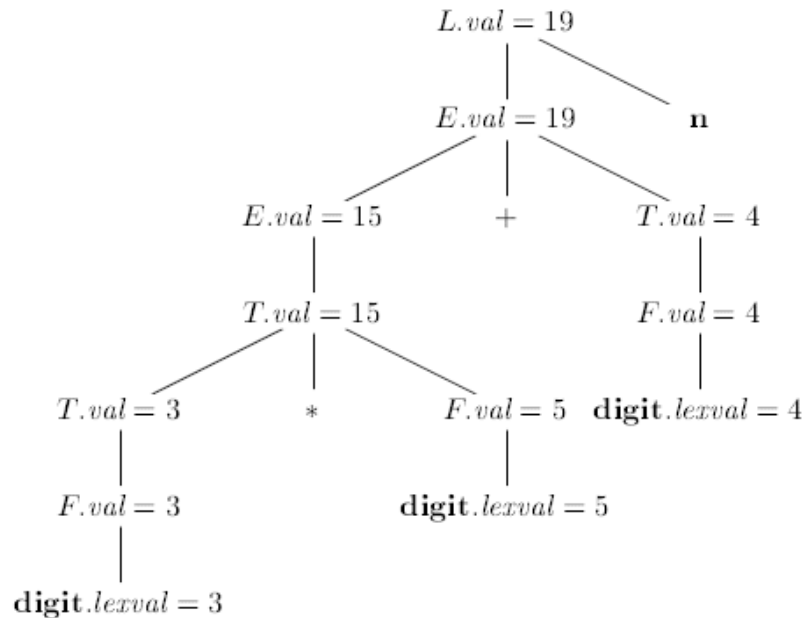 L.val = 19
E.val = 19 n
E.val = 15 + T.val = 4
T.val = 15 F.val = 4
T.val = 3 * F.val = 5 digit.lexval = 4
F.val = 3 digit.lexval = 5
digit.lexval = 3